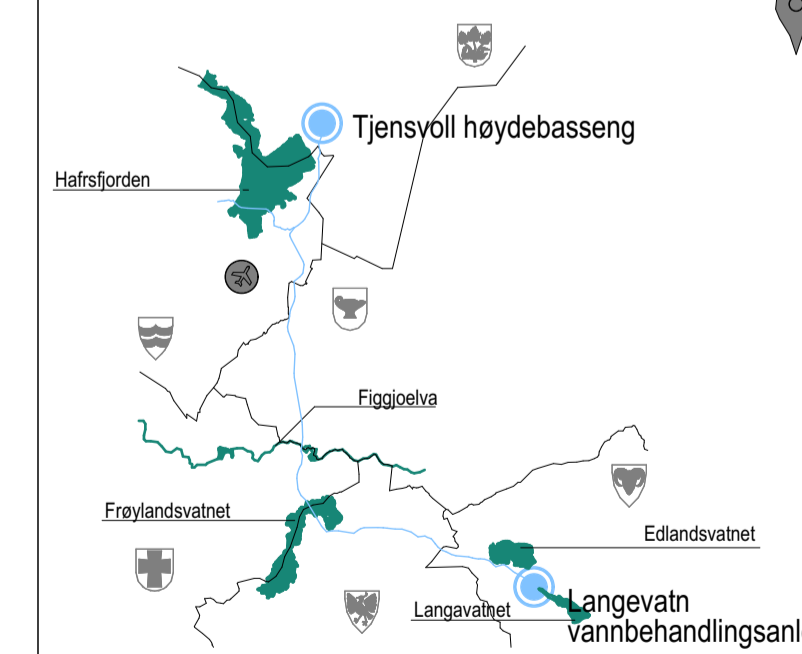 Tjensvoll høydebasseng
Hafrsfjorden
Figgjoelva
Frøylandsvatnet
Edlandsvatnet
Langavatnet
Langevatn